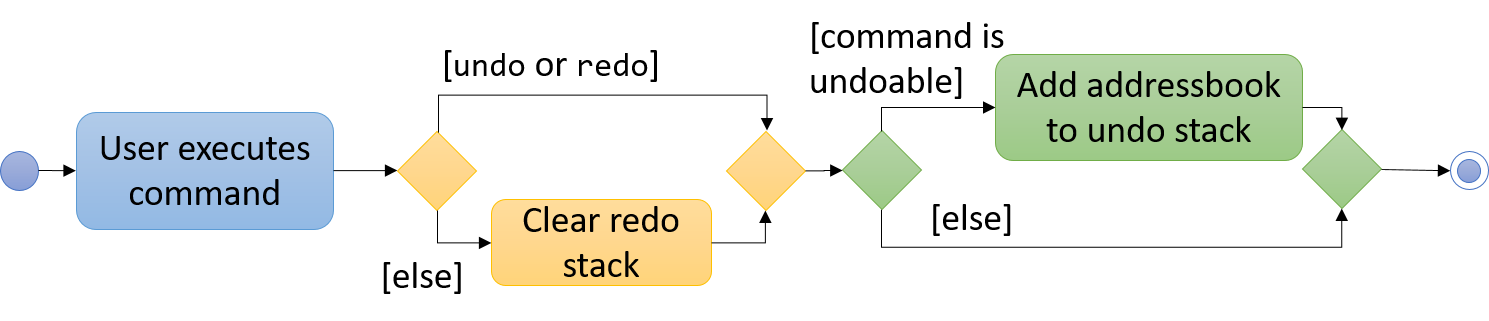 User executes
command
[undo or redo]
[else]
Clear redo
stack
[command is
undoable]
Add addressbook
to undo stack
[else]